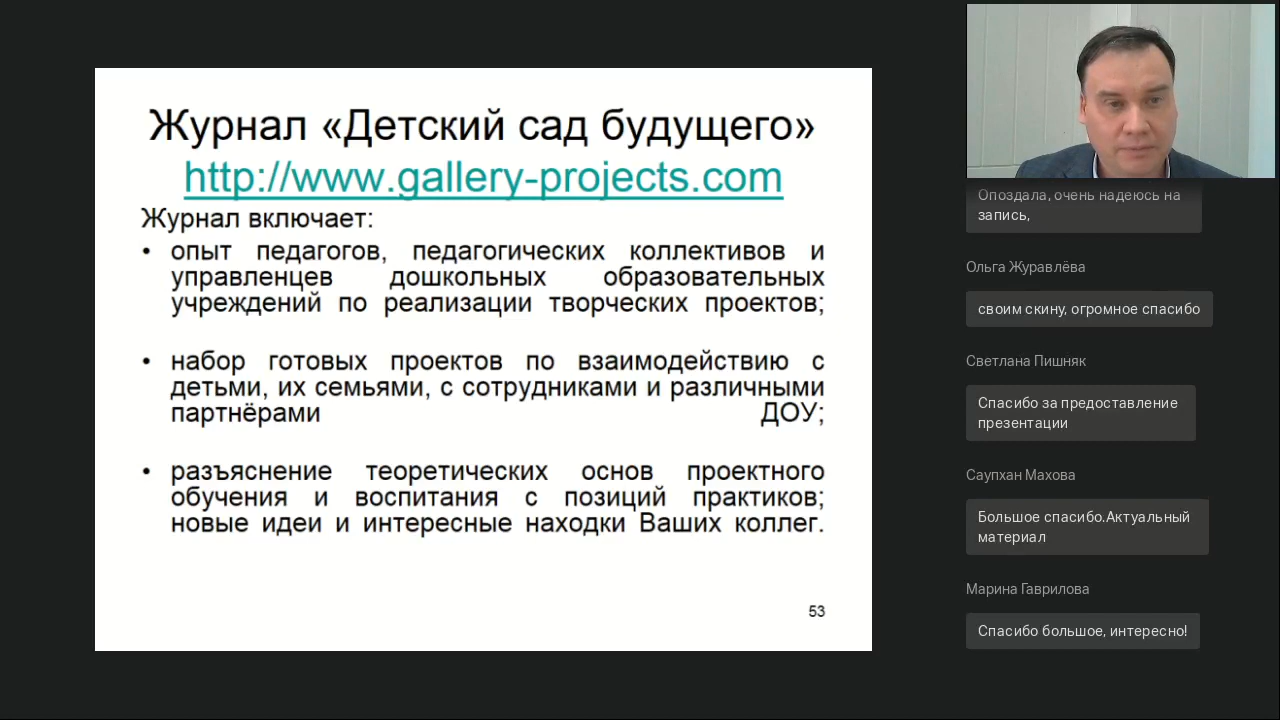 Журнал «Детский сад будущего»
http://www.gallery-projects.com
Журнал включает:
• опыт педагогов, педагогических коллективов и
управленцев дошкольных образовательных
учреждений по реализации творческих проектов;
• набор готовых проектов по взаимодействию с
детьми, их семьями, с сотрудниками и различными
партнёрами ДОУ;
• разъяснение теоретических основ проектного
обучения и воспитания с позиций практиков;
новые идеи и интересные находки Ваших коллег.
53
Опоздала, очень надеюсь на
запись,
Ольга Журавлёва
своим скину, огромное спасибо
Светлана Пишняк
Спасибо за предоставление
презентации
Саупхан Махова
Большое спасибо.Актуальный
материал
Марина Гаврилова
Спасибо большое, интересно!